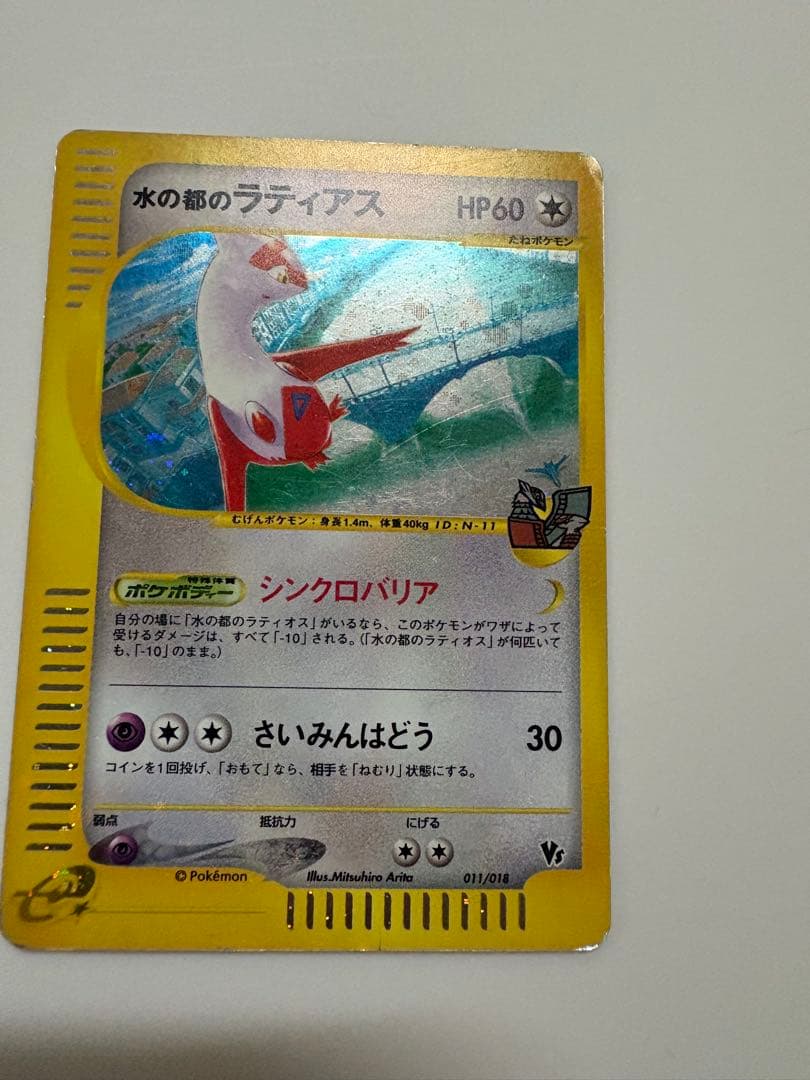 水の都のラティアス HP60
たねポケモン
むげんポケモン：身長1.4m、体重40kg ID:N-11
特殊体質
ポケボディー シンクロバリア
自分の場に「水の都のラティオス」がいるなら、このポケモンがワザによって
受けるダメージは、すべて「-10」される。（「水の都のラティオス」が何匹いて
も、「-10」のまま。）
さいみんはどう 30
コインを1回投げ、「おもて」なら、相手を「ねむり」状態にする。
弱点 抵抗力 にげる
©Pokémon Illus.Mitsuhiro Arita 011/018 VS